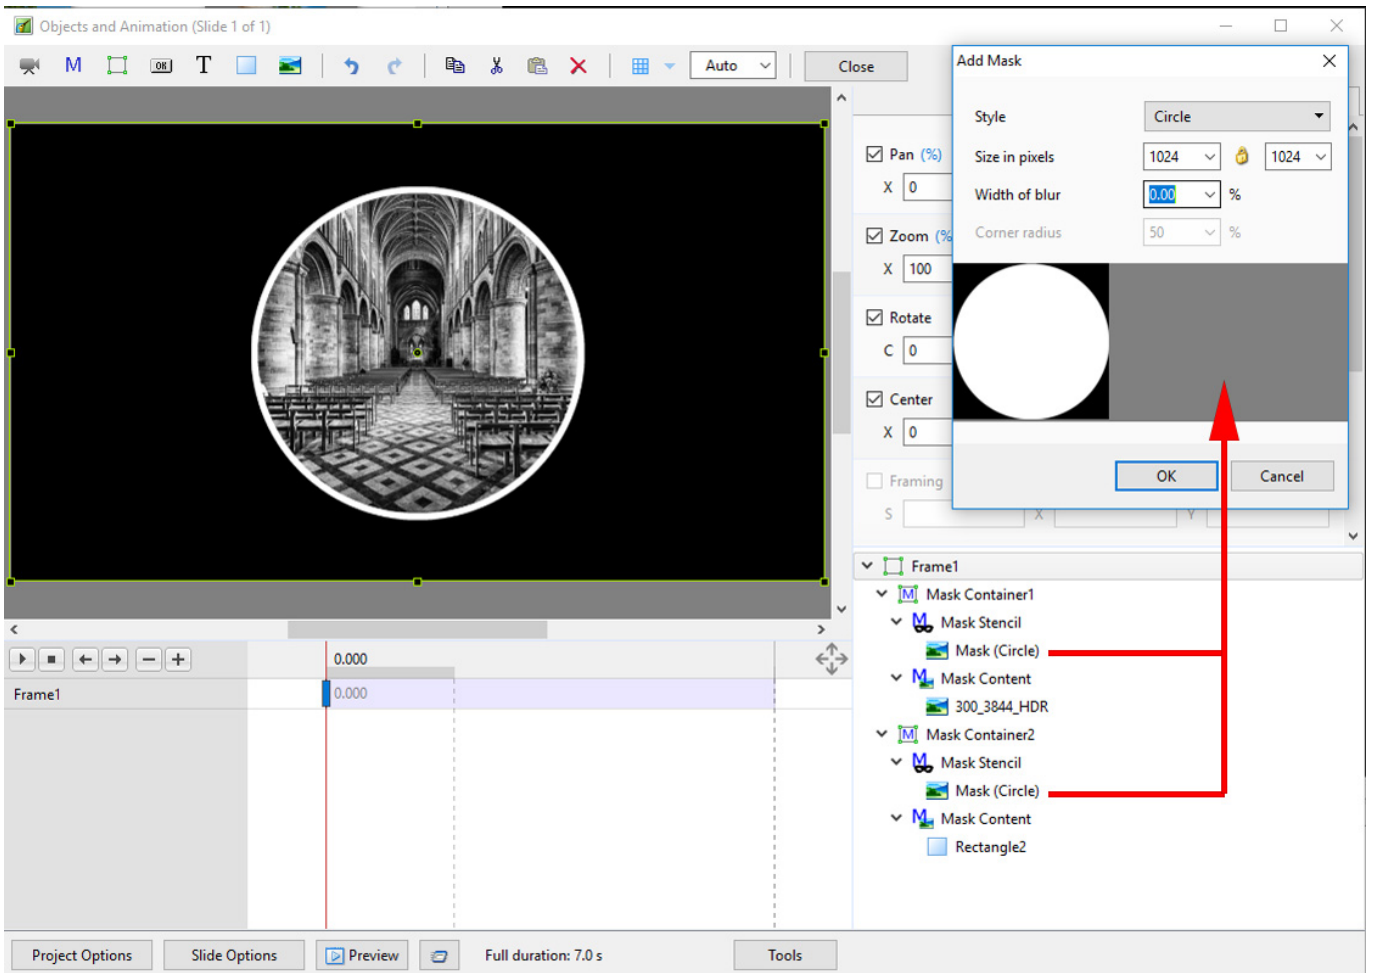 Objects and Animation (Slide 1 of 1)
M OK T Auto Close
Add Mask
Style Circle
Size in pixels 1024 1024
Width of blur 0.00 %
Corner radius 50 %
OK Cancel
Pan (%)
X 0
Zoom (%
X 100
Rotate
C 0
Center
X 0
Framing
S X Y
Frame1
M Mask Container1
M Mask Stencil
Mask (Circle)
M Mask Content
300_3844_HDR
M Mask Container2
M Mask Stencil
Mask (Circle)
M Mask Content
Rectangle2
0.000
Frame1 0.000
Project Options Slide Options Preview Full duration: 7.0 s Tools